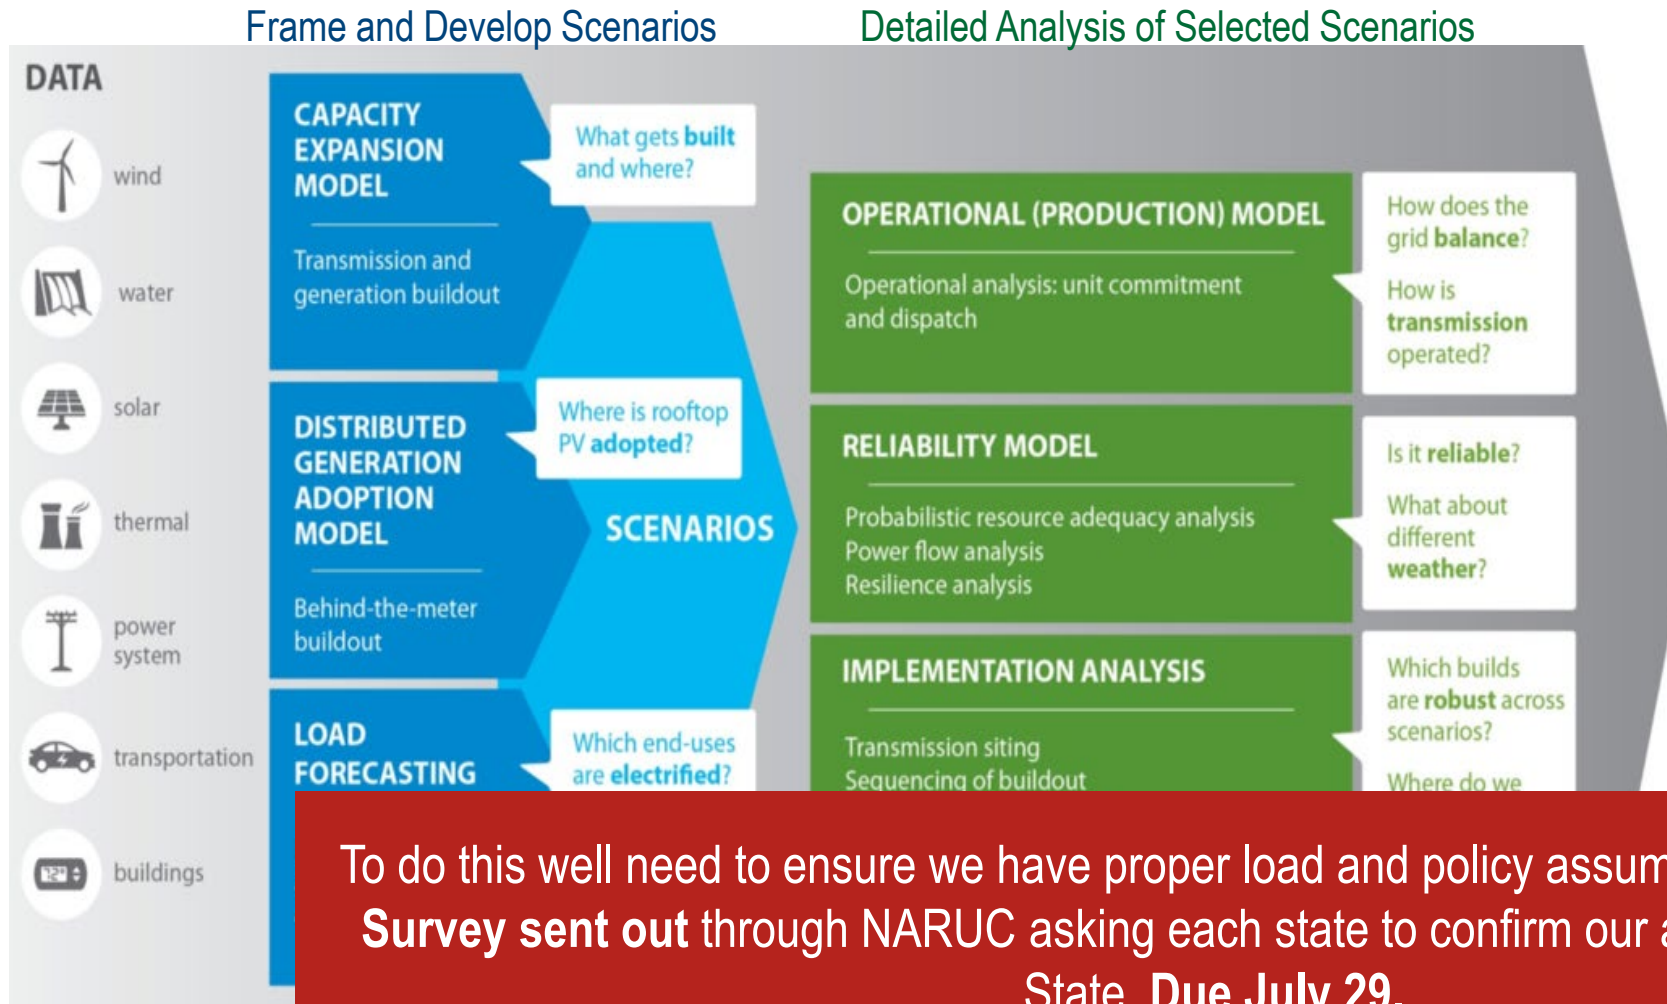 Frame and Develop Scenarios
Detailed Analysis of Selected Scenarios
DATA
wind
water
solar
thermal
power
system
transportation
buildings
CAPACITY
EXPANSION
MODEL
Transmission and
generation buildout
What gets built
and where?
DISTRIBUTED
GENERATION
ADOPTION
MODEL
Behind-the-meter
buildout
Where is rooftop
PV adopted?
LOAD
FORECASTING
Which end-uses
are electrified?
SCENARIOS
OPERATIONAL (PRODUCTION) MODEL
Operational analysis: unit commitment
and dispatch
How does the
grid balance?
How is
transmission
operated?
RELIABILITY MODEL
Probabilistic resource adequacy analysis
Power flow analysis
Resilience analysis
Is it reliable?
What about
different
weather?
IMPLEMENTATION ANALYSIS
Transmission siting
Sequencing of buildout
Which builds
are robust across
scenarios?
Where do we
To do this well need to ensure we have proper load and policy assum
Survey sent out through NARUC asking each state to confirm our a
State. Due July 29.